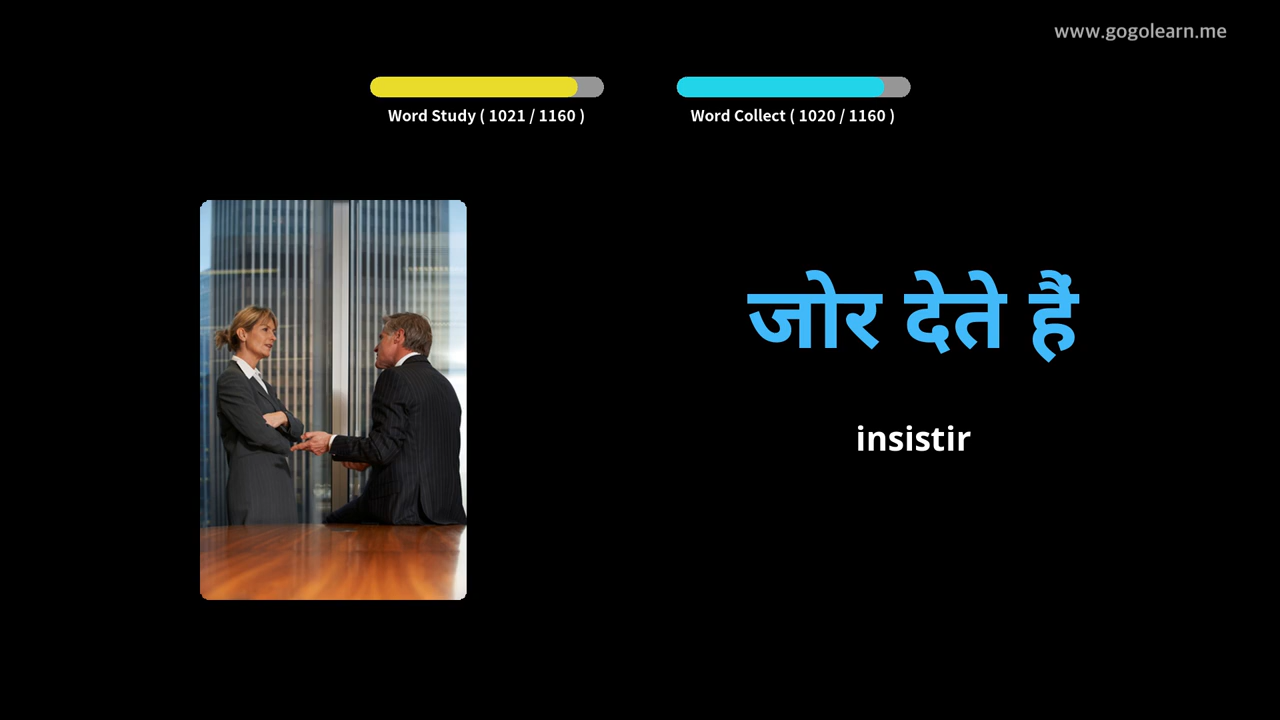 www.gogolearn.me
Word Study ( 1021 / 1160 )
Word Collect ( 1020 / 1160 )
जोर देते हैं
insistir